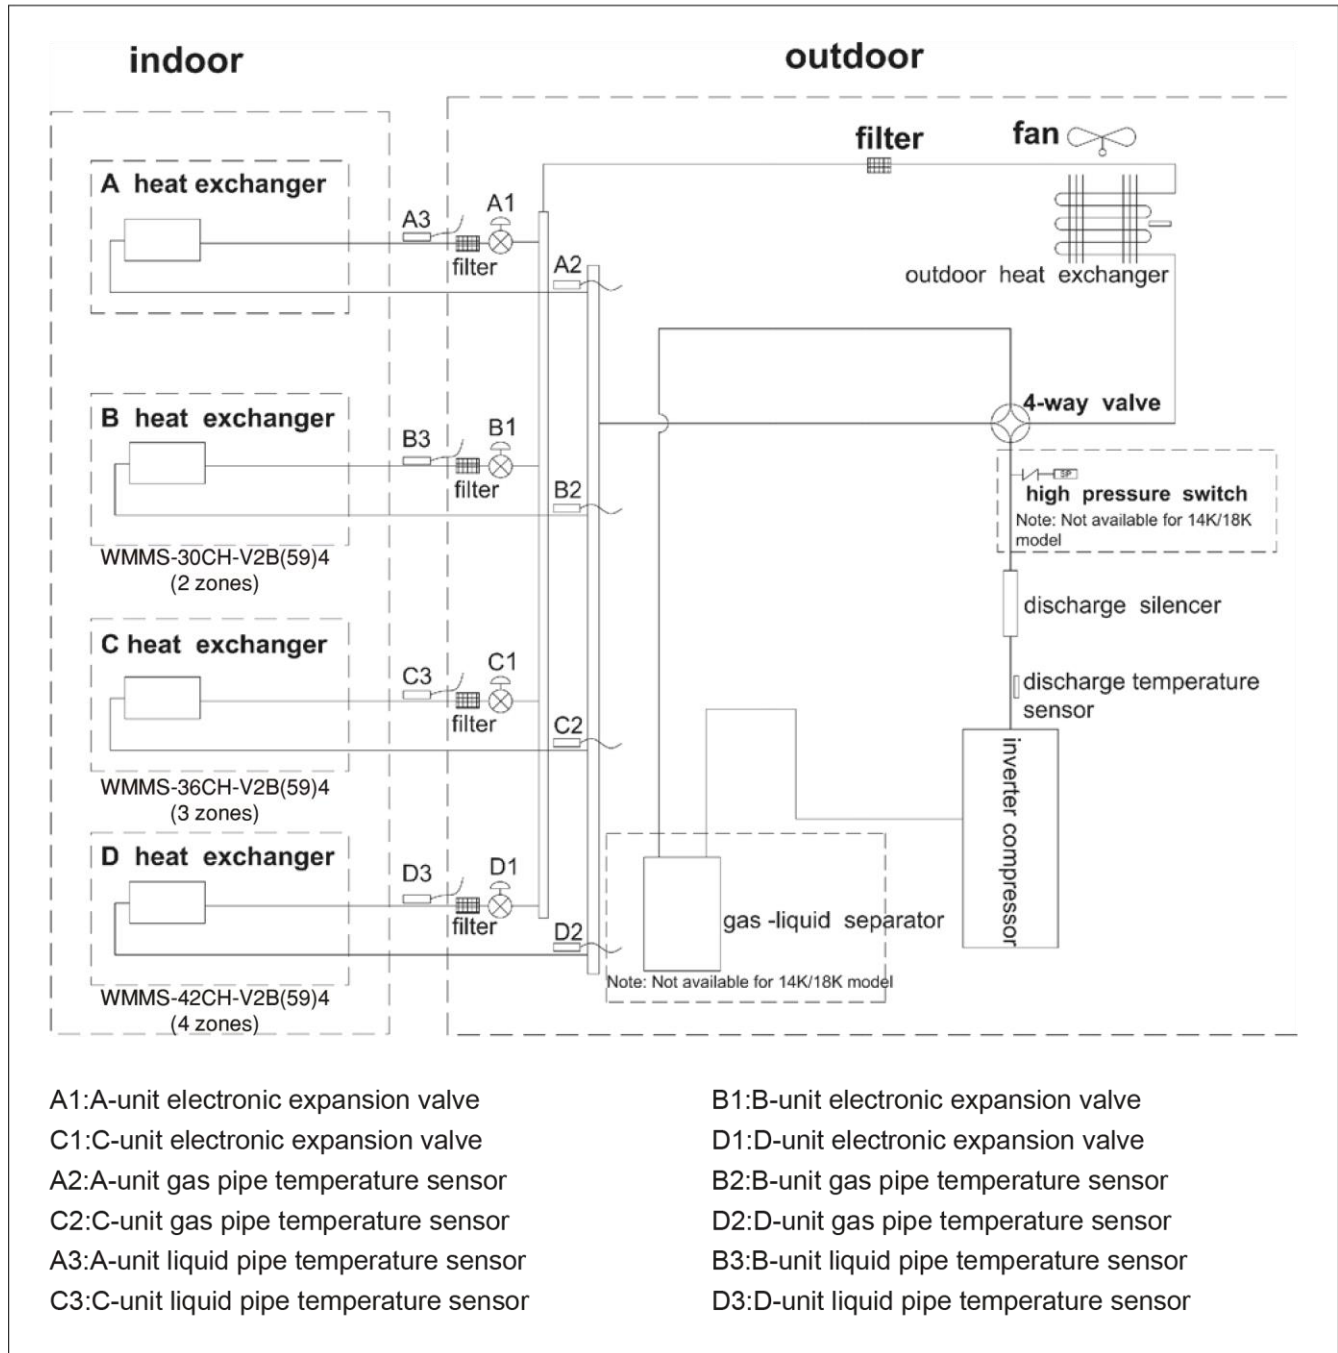 indoor
outdoor
filter
fan
A heat exchanger
A3
A1
filter
A2
outdoor heat exchanger
4-way valve
B heat exchanger
B3
B1
filter
B2
SP
high pressure switch
Note: Not available for 14K/18K
model
WMMS-30CH-V2B(59)4
(2 zones)
discharge silencer
C heat exchanger
C3
C1
filter
C2
discharge temperature
sensor
WMMS-36CH-V2B(59)4
(3 zones)
inverter compressor
D heat exchanger
D3
D1
filter
D2
gas -liquid separator
Note: Not available for 14K/18K model
WMMS-42CH-V2B(59)4
(4 zones)
A1:A-unit electronic expansion valve
B1:B-unit electronic expansion valve
C1:C-unit electronic expansion valve
D1:D-unit electronic expansion valve
A2:A-unit gas pipe temperature sensor
B2:B-unit gas pipe temperature sensor
C2:C-unit gas pipe temperature sensor
D2:D-unit gas pipe temperature sensor
A3:A-unit liquid pipe temperature sensor
B3:B-unit liquid pipe temperature sensor
C3:C-unit liquid pipe temperature sensor
D3:D-unit liquid pipe temperature sensor